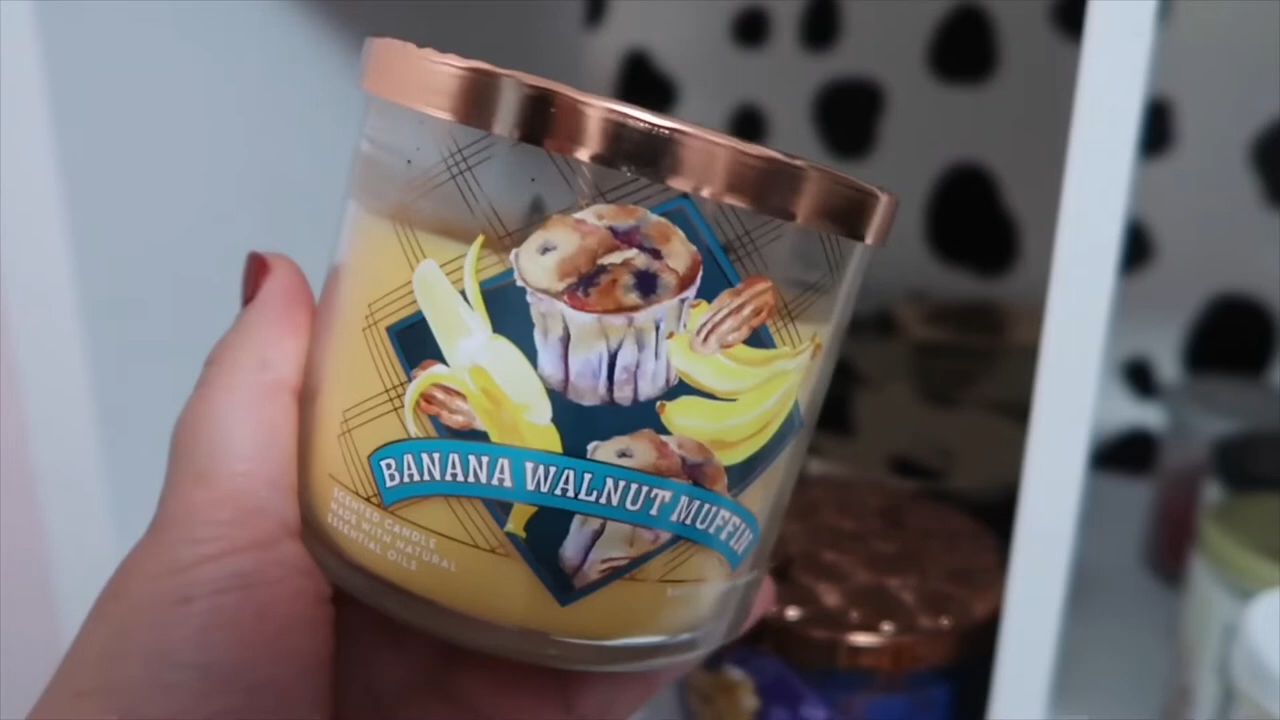 BANANA WALNUT MUFFIN
SCENTED CANDLE
MADE WITH NATURAL
ESSENTIAL OILS